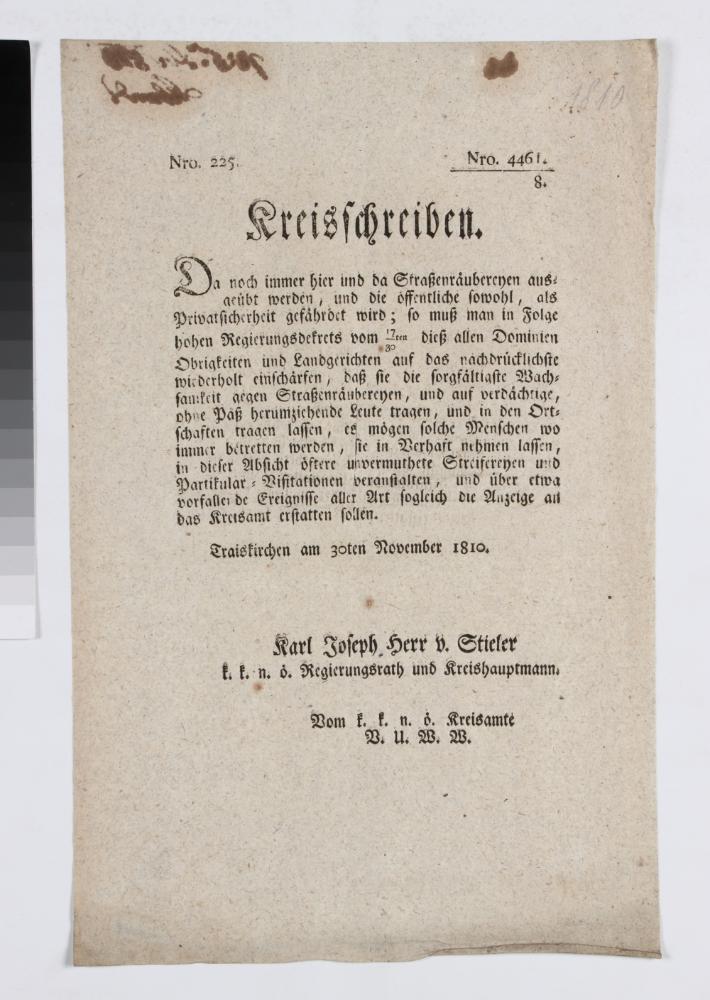 1810
Nro. 225.
Nro. 4461.
8.
Kreisschreiben.
Da noch immer hier und da Straßenräubereyen aus-
geübt werden, und die öffentliche sowohl, als
Privatsicherheit gefährdet wird; so muß man in Folge
hohen Regierungsdekrets vom 17/30ten dieß allen Dominien
Obrigkeiten und Landgerichten auf das nachdrücklichste
wiederholt einschärfen, daß sie die sorgfältigste Wach-
samkeit gegen Straßenräubereyen, und auf verdächtige,
ohne Päß herumziehende Leute tragen, und in den Ort-
schaften tragen lassen, es mögen solche Menschen wo
immer betretten werden, sie in Verhaft nehmen lassen,
in dieser Absicht öftere unvermuthete Streifereyen und
Partikular-Visitationen veranstalten, und über etwa
vorfallende Ereignisse aller Art sogleich die Anzeige an
das Kreisamt erstatten sollen.
Traiskirchen am 30ten November 1810.
Karl Joseph Herr v. Stieler
k. k. n. ö. Regierungsrath und Kreishauptmann.
Vom k. k. n. ö. Kreisamte
V. U. W. W.